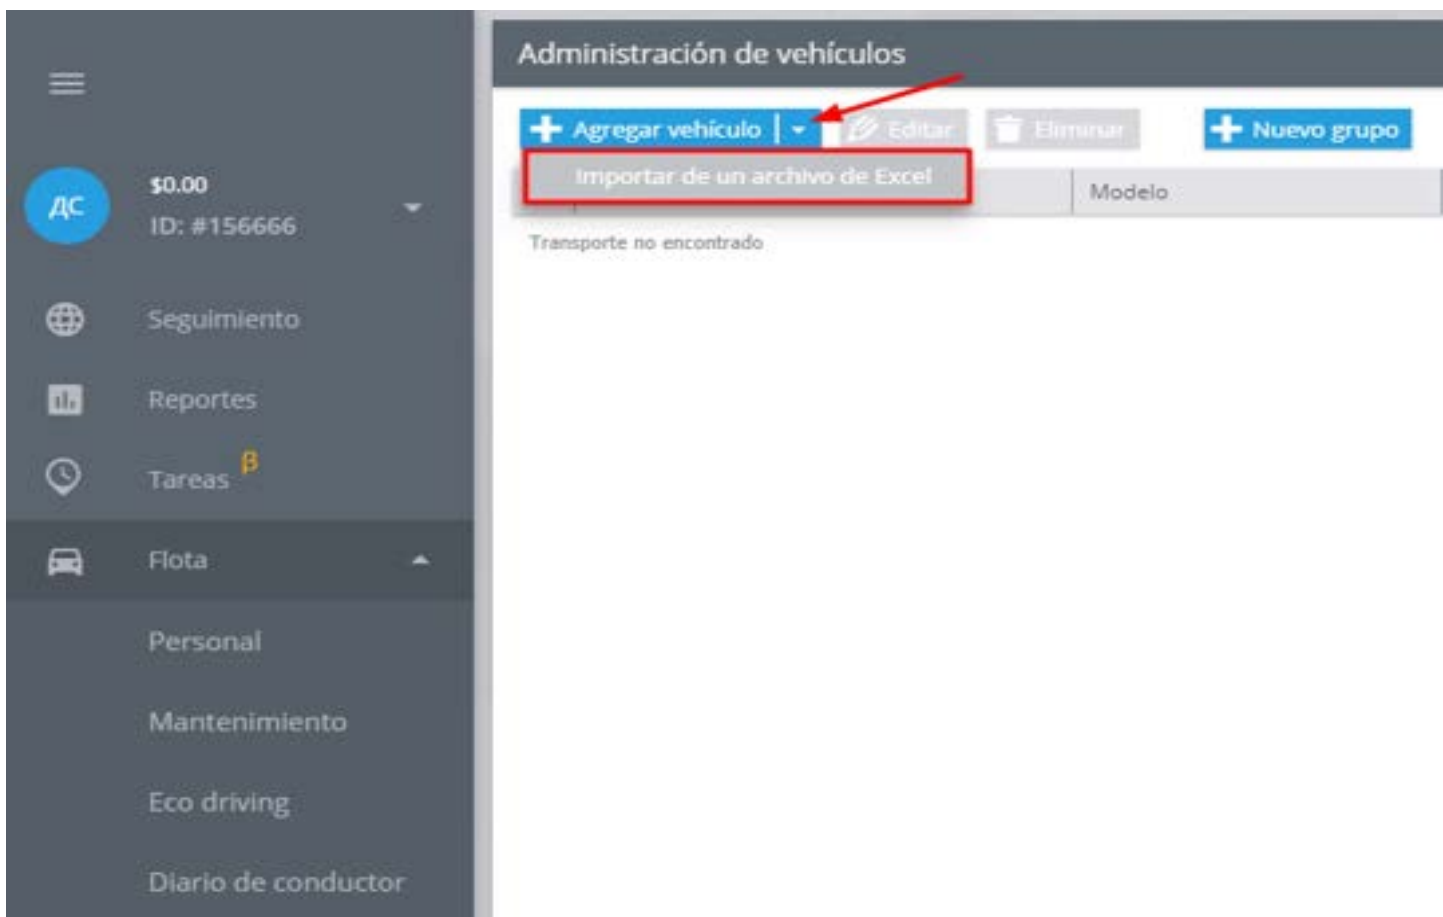 Administración de vehículos
Agregar vehículo
Editar
Eliminar
Nuevo grupo
Importar de un archivo de Excel
Modelo
Transporte no encontrado
ДС
$0.00
ID: #156666
Seguimiento
Reportes
Tareas β
Flota
Personal
Mantenimiento
Eco driving
Diario de conductor